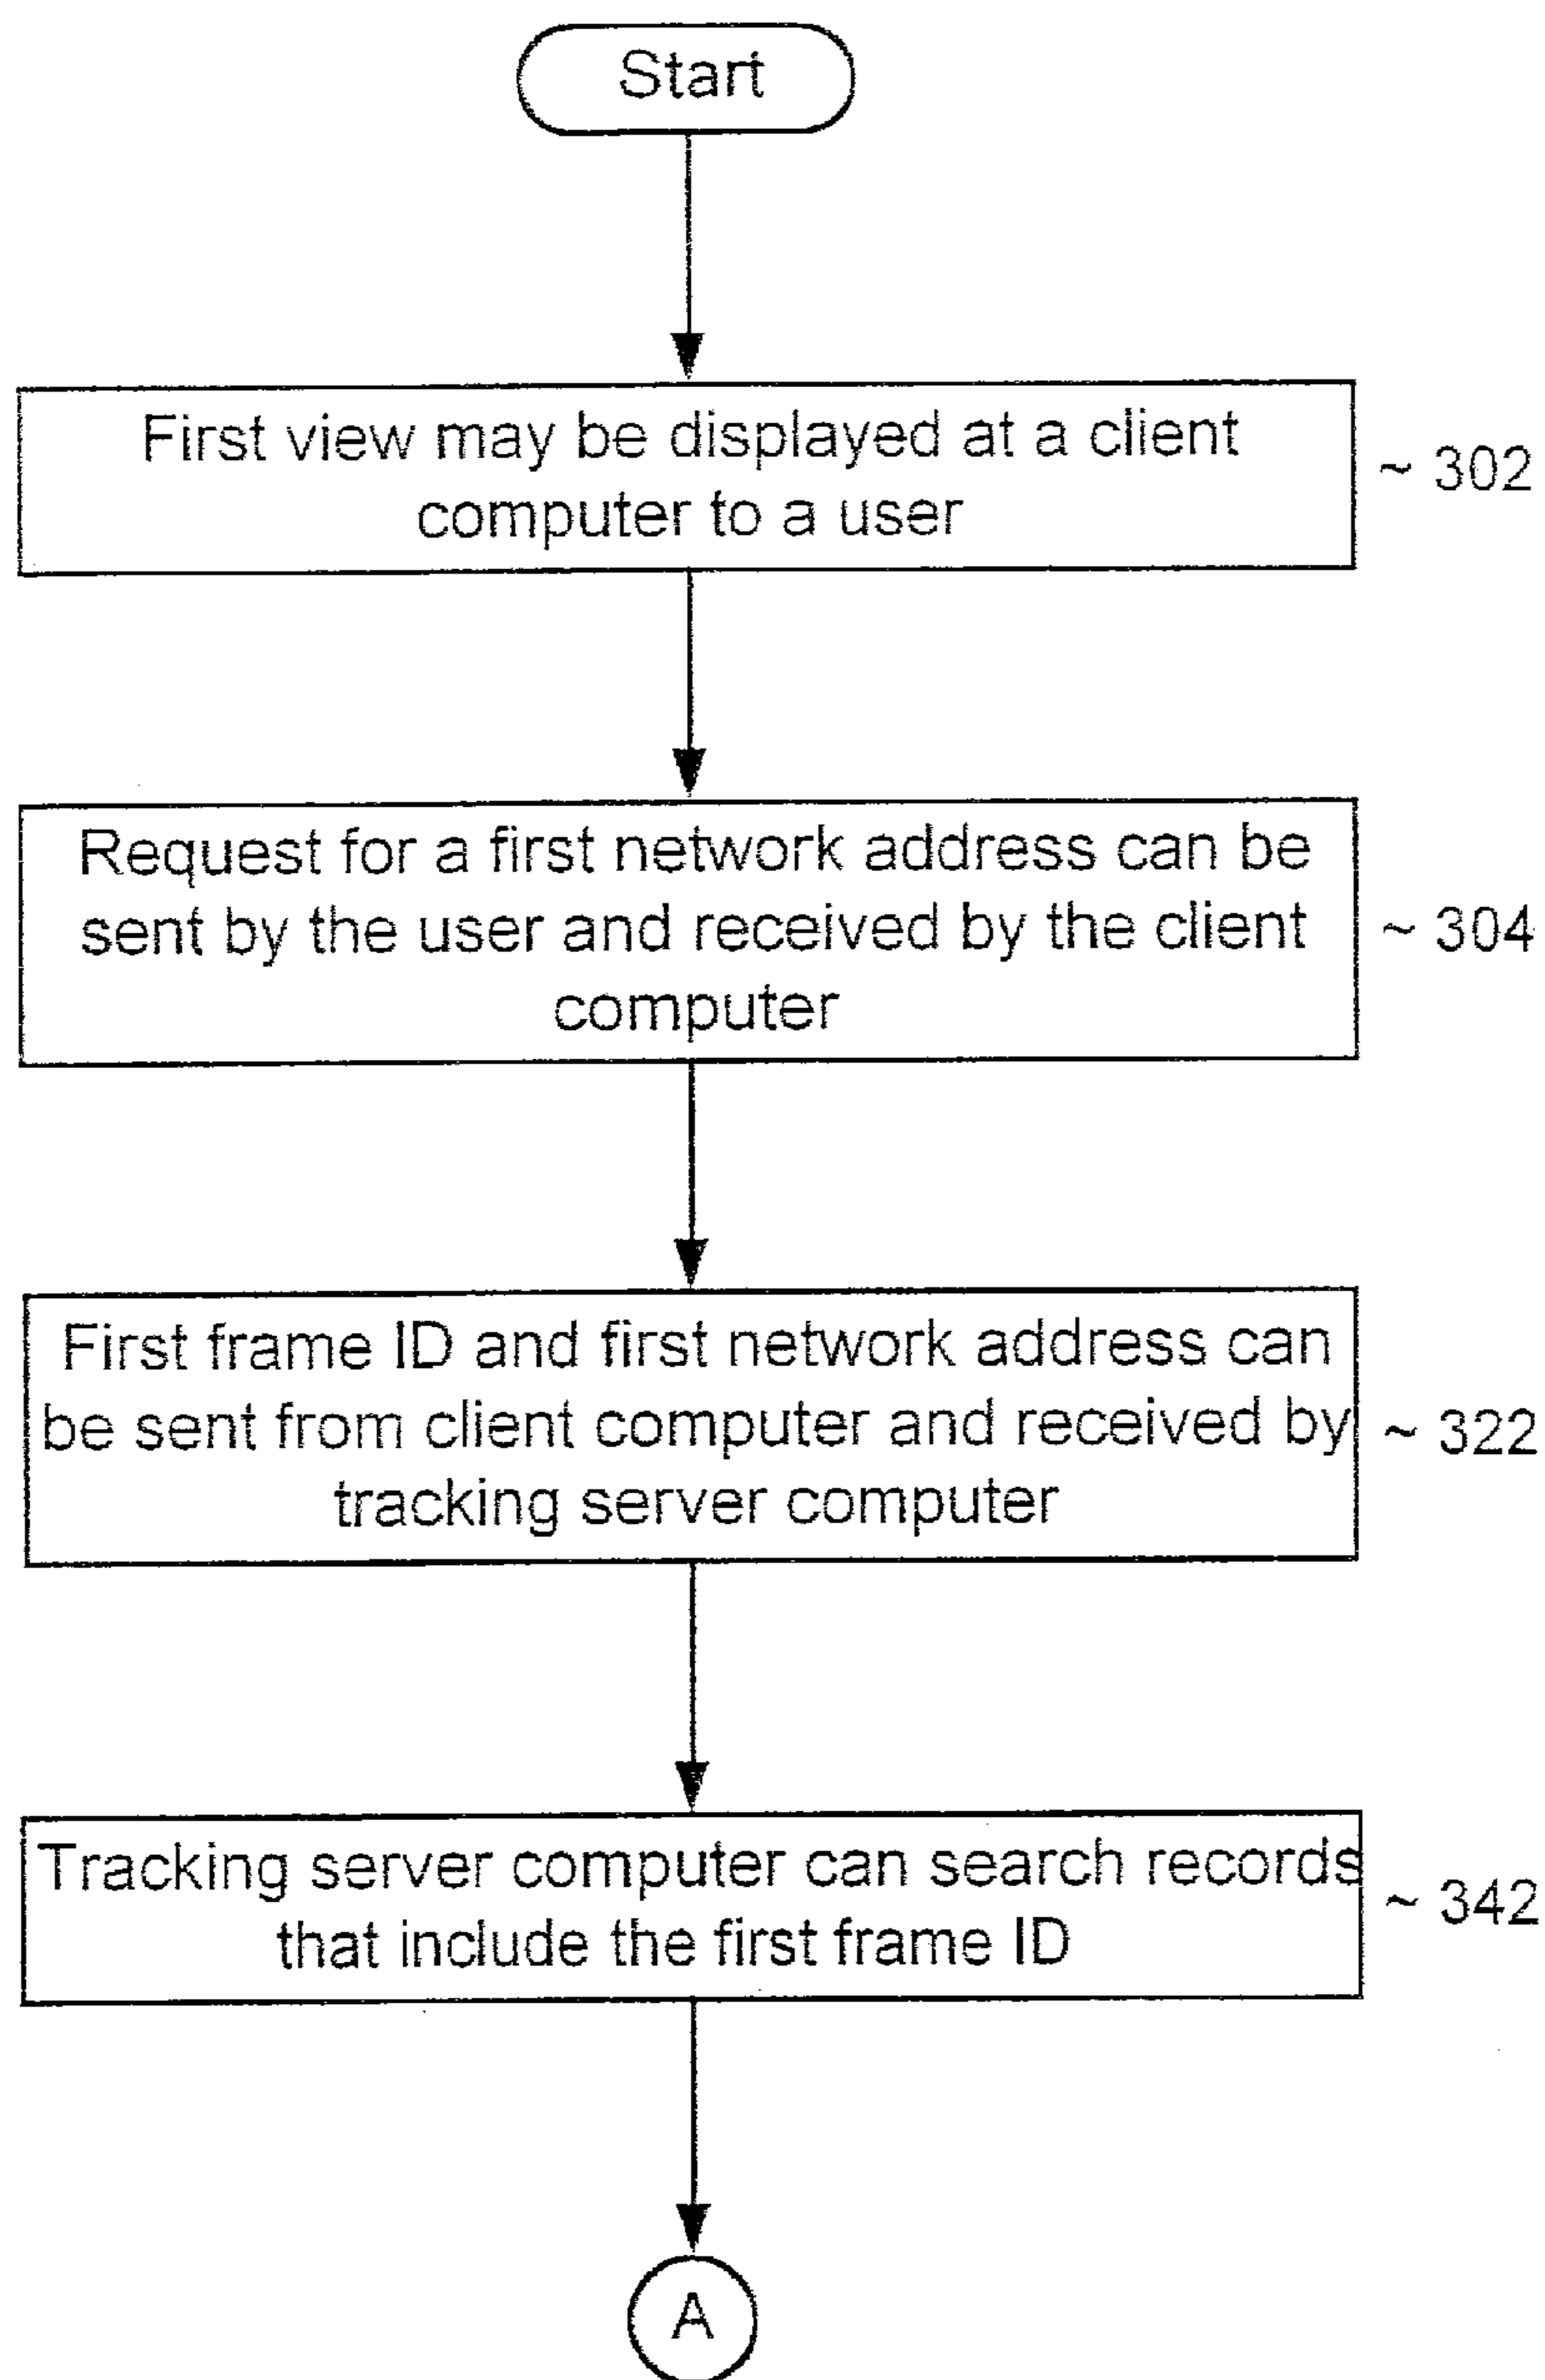 Start
First view may be displayed at a client
computer to a user
~ 302
Request for a first network address can be
sent by the user and received by the client
computer
~ 304
First frame ID and first network address can
be sent from client computer and received by
tracking server computer
~ 322
Tracking server computer can search records
that include the first frame ID
~ 342
A